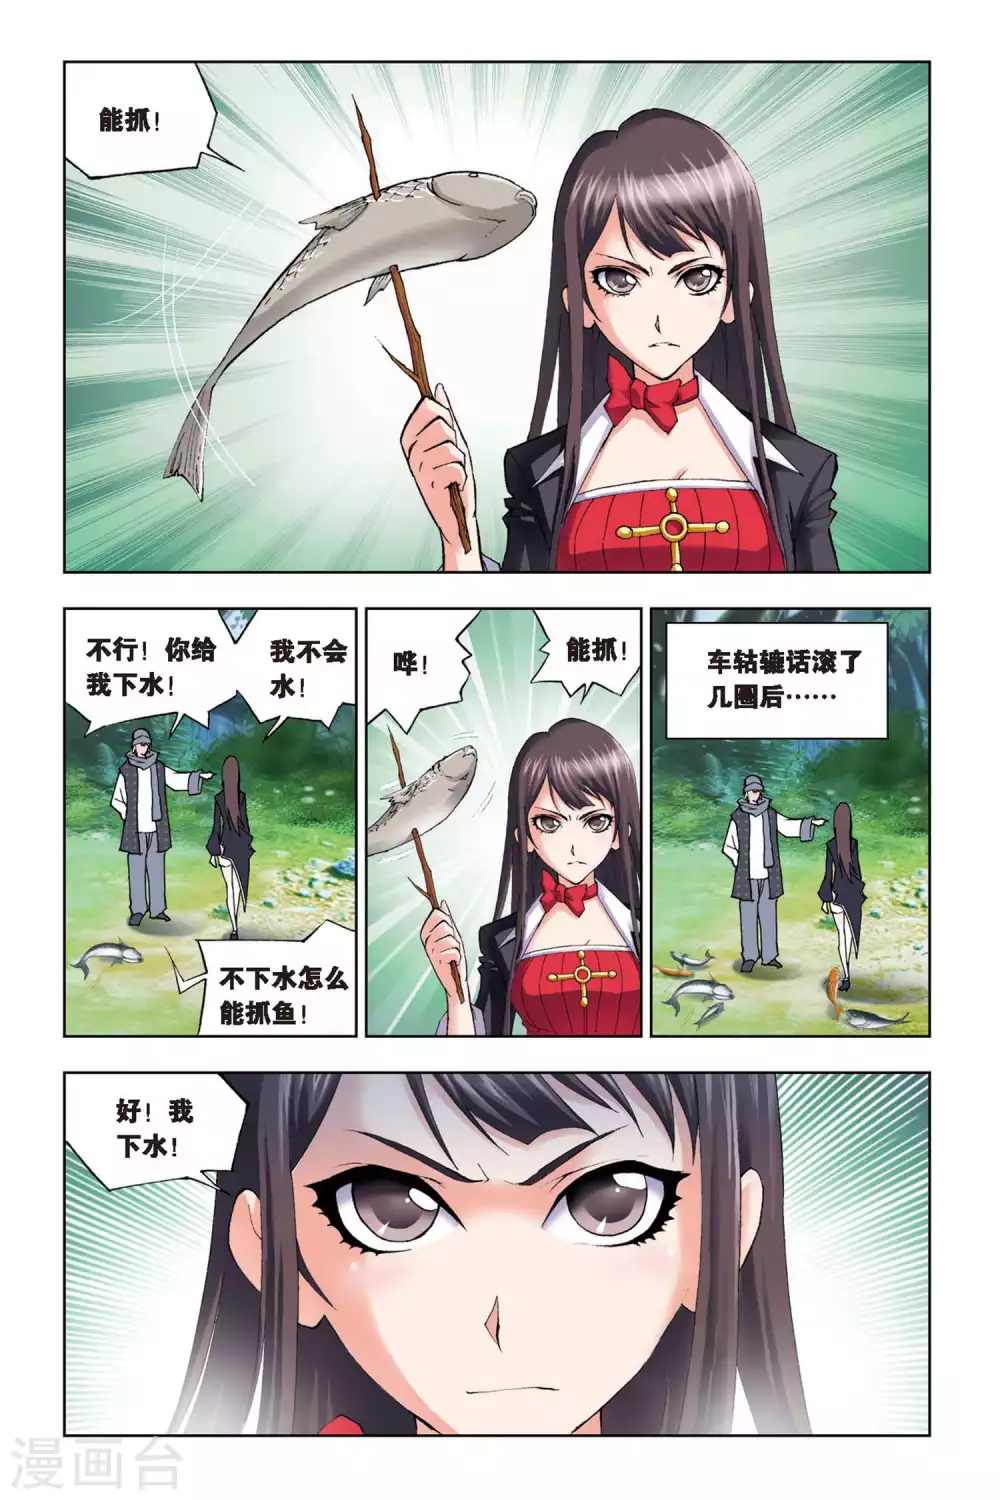 能抓！
不行！你给
我下水！
我不会
水！
不下水怎么
能抓鱼！
哗！
能抓！
车轱辘话滚了
几圈后……
好！我
下水！
漫画台